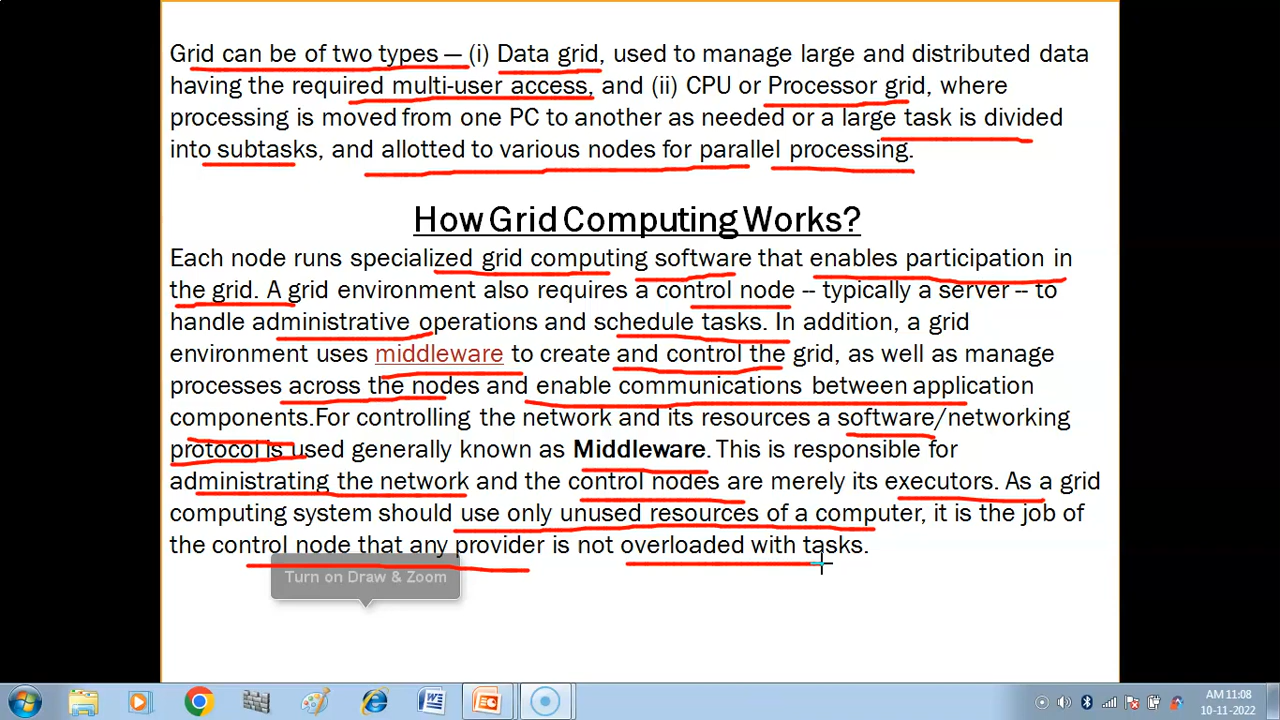 Grid can be of two types — (i) Data grid, used to manage large and distributed data
having the required multi-user access, and (ii) CPU or Processor grid, where
processing is moved from one PC to another as needed or a large task is divided
into subtasks, and allotted to various nodes for parallel processing.
How Grid Computing Works?
Each node runs specialized grid computing software that enables participation in
the grid. A grid environment also requires a control node -- typically a server -- to
handle administrative operations and schedule tasks. In addition, a grid
environment uses middleware to create and control the grid, as well as manage
processes across the nodes and enable communications between application
components.For controlling the network and its resources a software/networking
protocol is used generally known as Middleware. This is responsible for
administrating the network and the control nodes are merely its executors. As a grid
computing system should use only unused resources of a computer, it is the job of
the control node that any provider is not overloaded with tasks.
Turn on Draw & Zoom
AM 11:08
10-11-2022